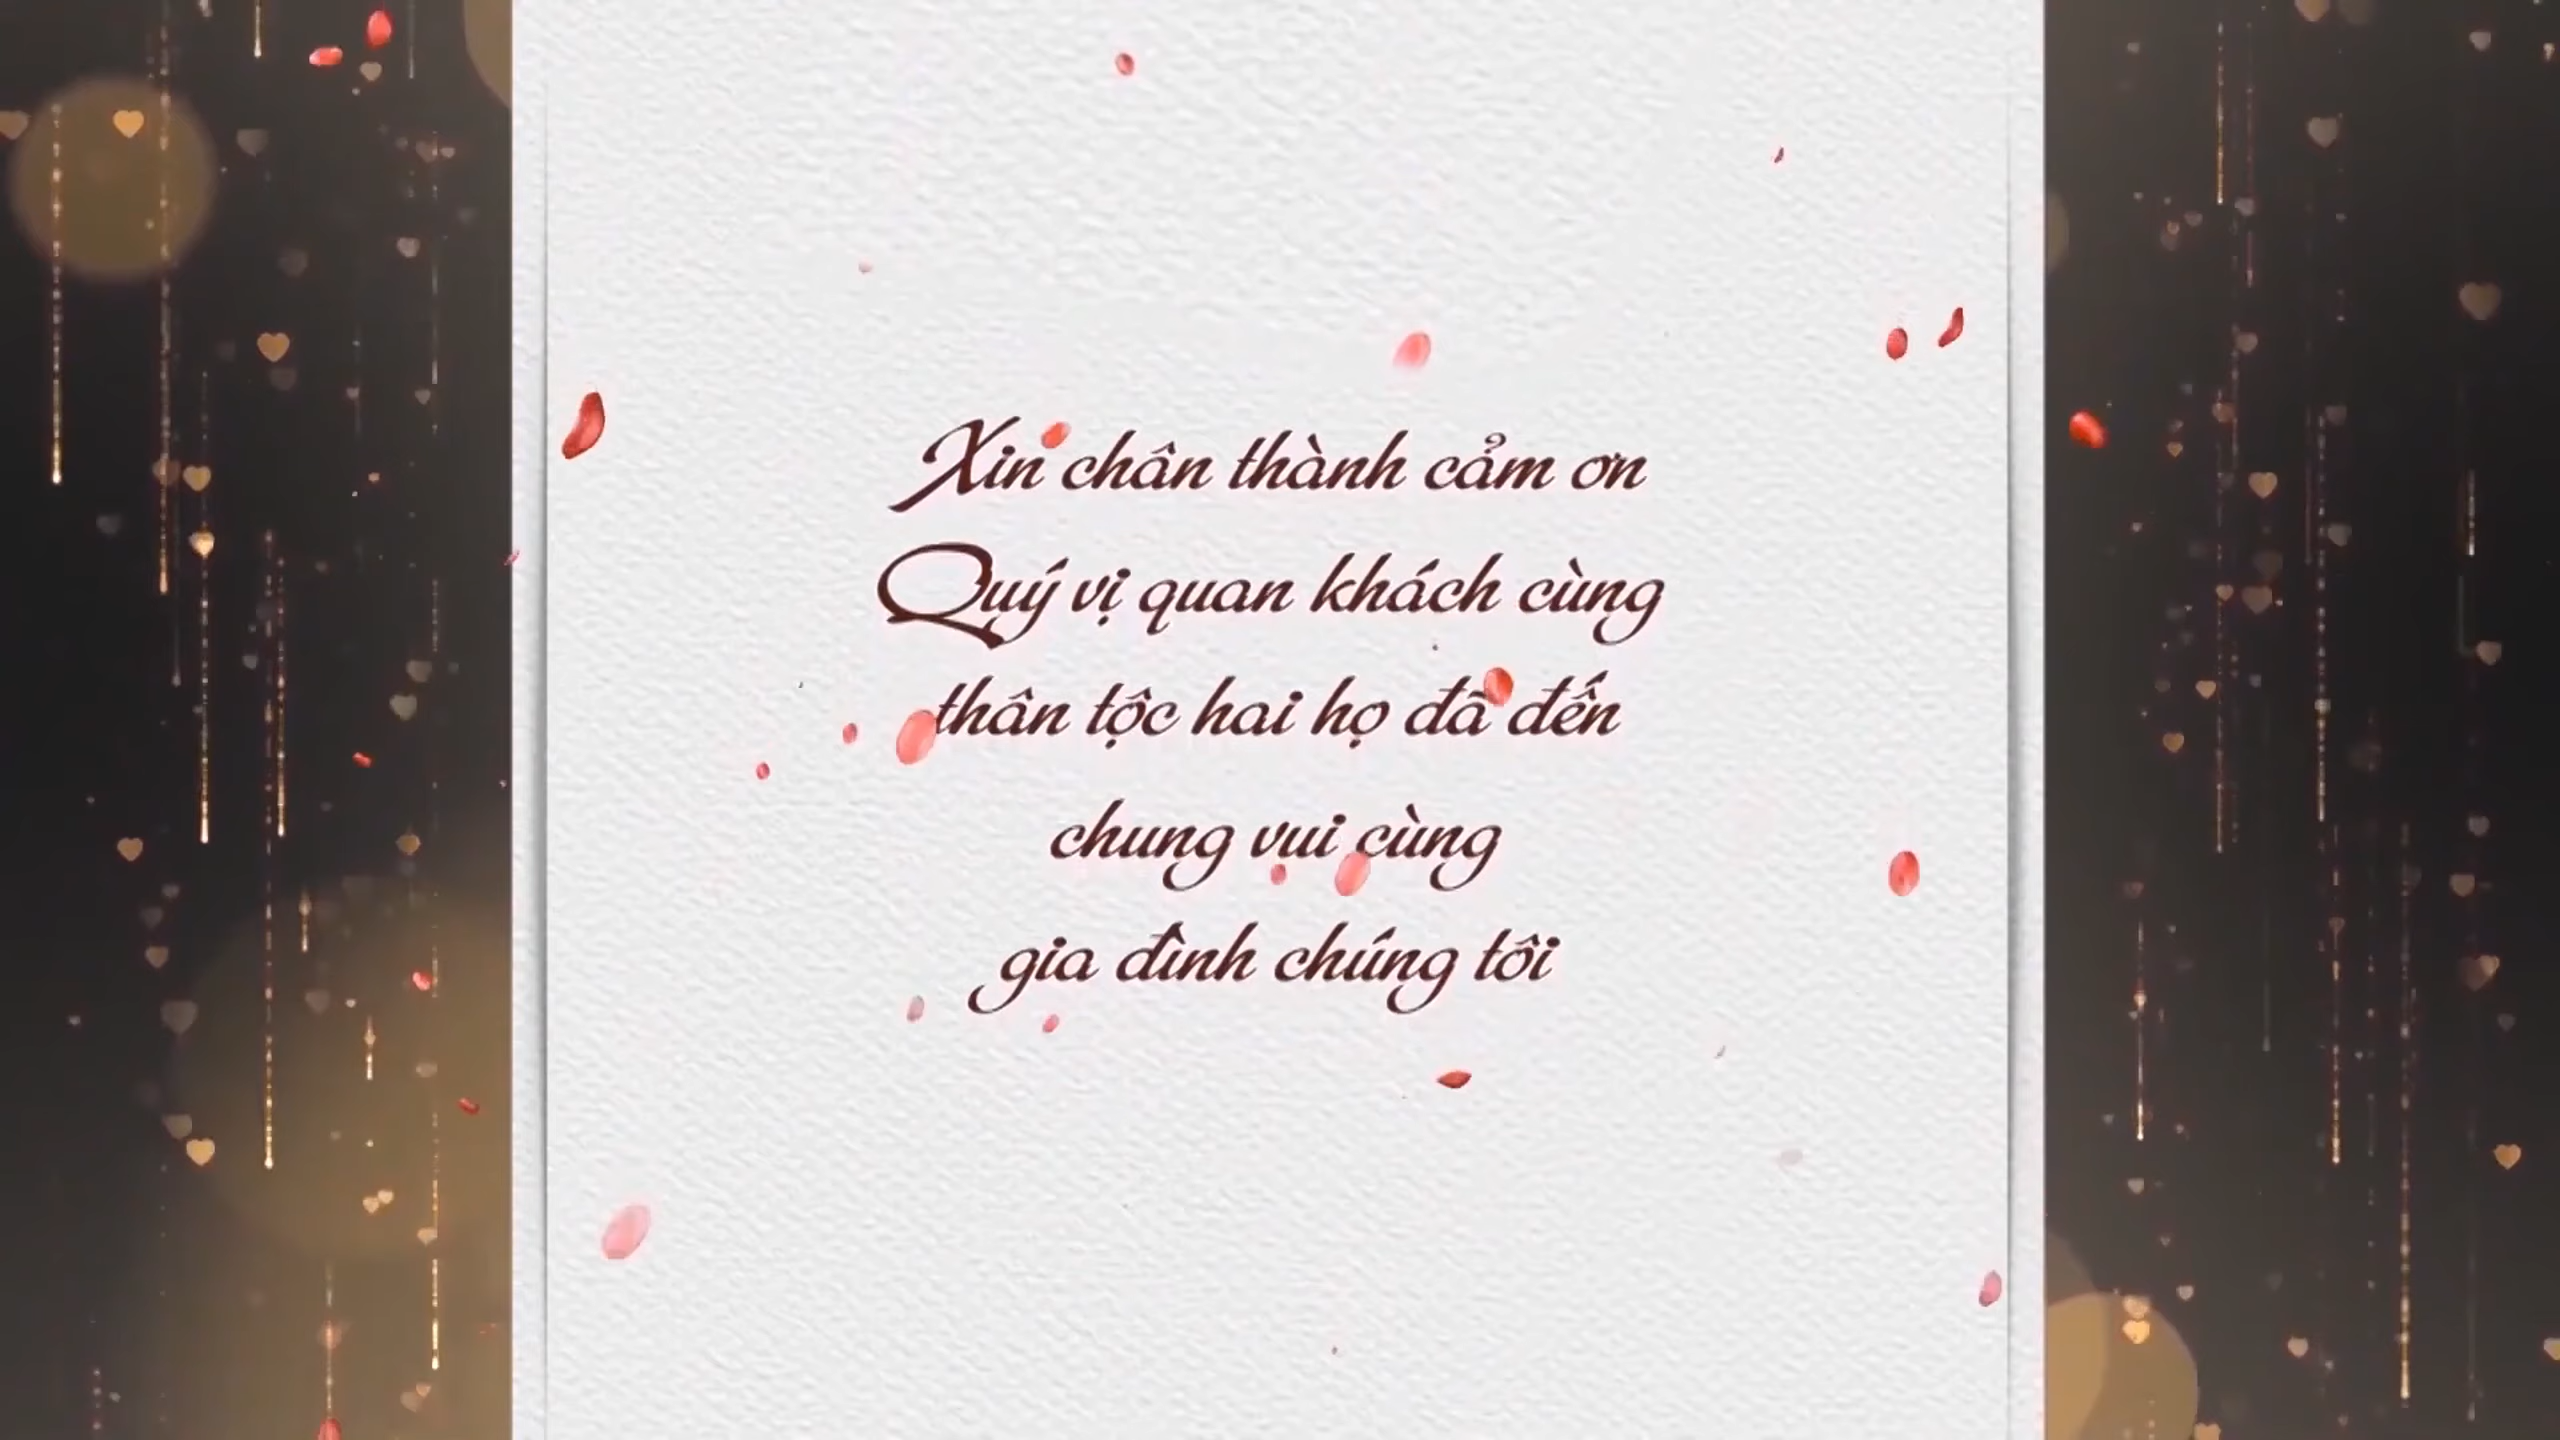 Xin chân thành cảm ơn
Quý vị quan khách cùng
thân tộc hai họ đã đến
chung vui cùng
gia đình chúng tôi